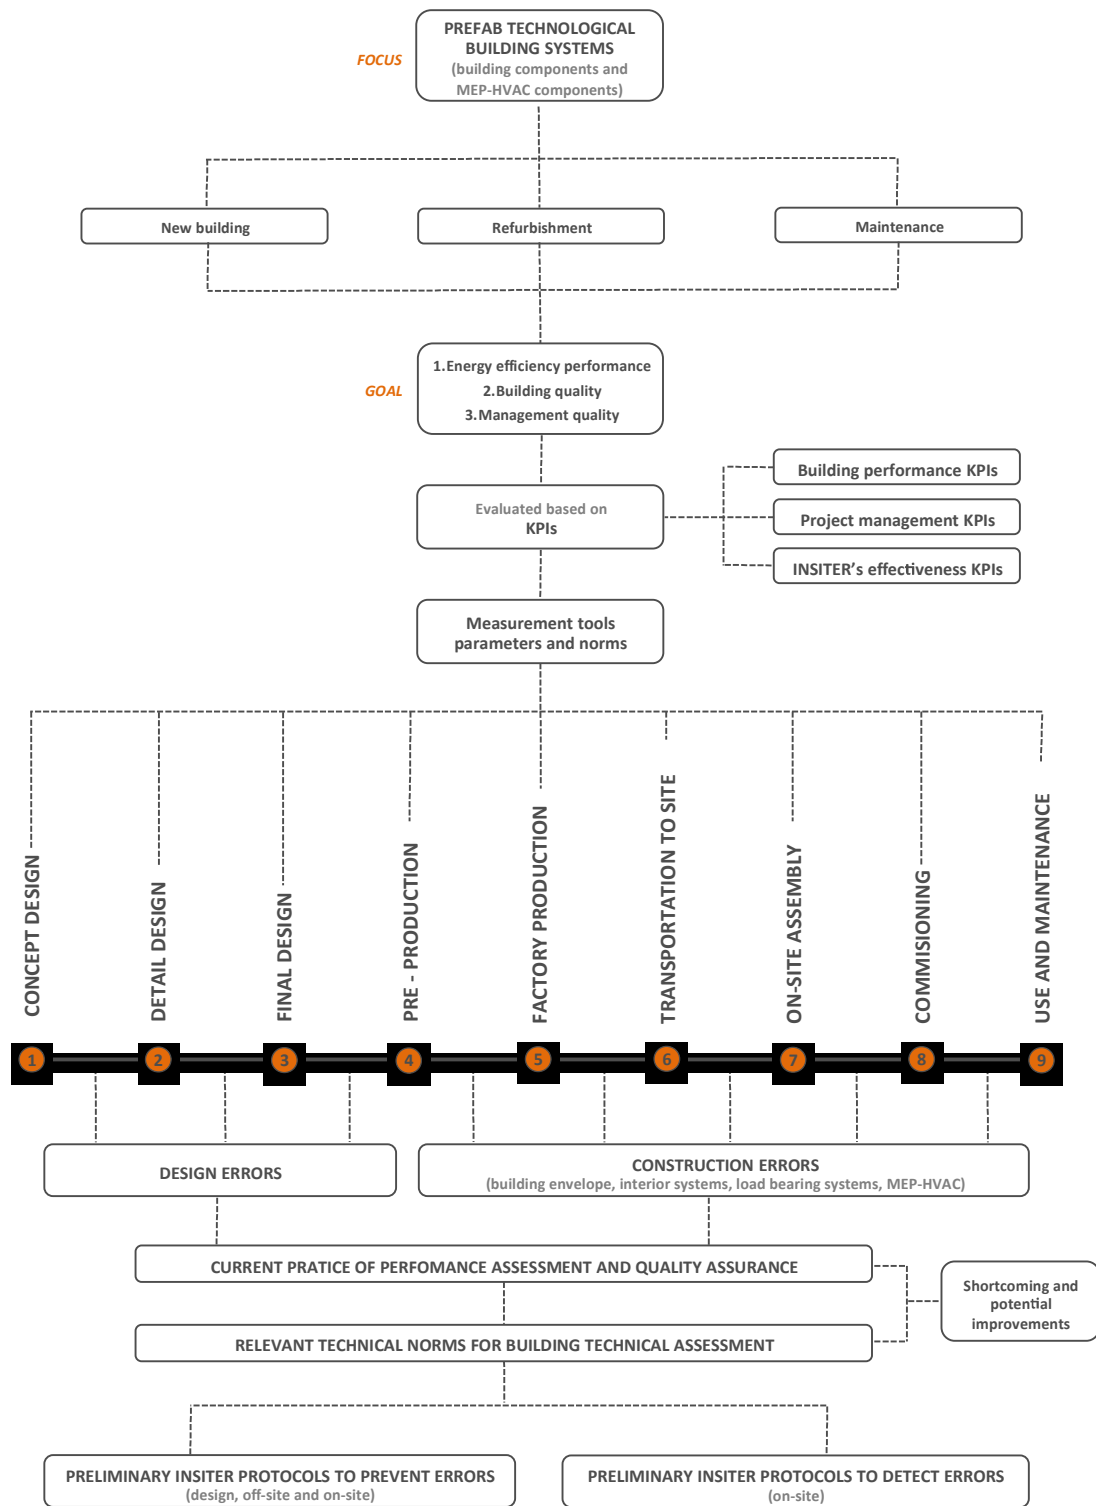 PREFAB TECHNOLOGICAL
BUILDING SYSTEMS
(building components and
MEP-HVAC components)
FOCUS
New building
Refurbishment
Maintenance
GOAL
1.Energy efficiency performance
2.Building quality
3.Management quality
Evaluated based on
KPIs
Building performance KPIs
Project management KPIs
INSITER’s effectiveness KPIs
Measurement tools
parameters and norms
CONCEPT DESIGN
DETAIL DESIGN
FINAL DESIGN
PRE - PRODUCTION
FACTORY PRODUCTION
TRANSPORTATION TO SITE
ON-SITE ASSEMBLY
COMMISIONING
USE AND MAINTENANCE
1
2
3
4
5
6
7
8
9
DESIGN ERRORS
CONSTRUCTION ERRORS
(building envelope, interior systems, load bearing systems, MEP-HVAC)
CURRENT PRATICE OF PERFOMANCE ASSESSMENT AND QUALITY ASSURANCE
Shortcoming and
potential
improvements
RELEVANT TECHNICAL NORMS FOR BUILDING TECHNICAL ASSESSMENT
PRELIMINARY INSITER PROTOCOLS TO PREVENT ERRORS
(design, off-site and on-site)
PRELIMINARY INSITER PROTOCOLS TO DETECT ERRORS
(on-site)